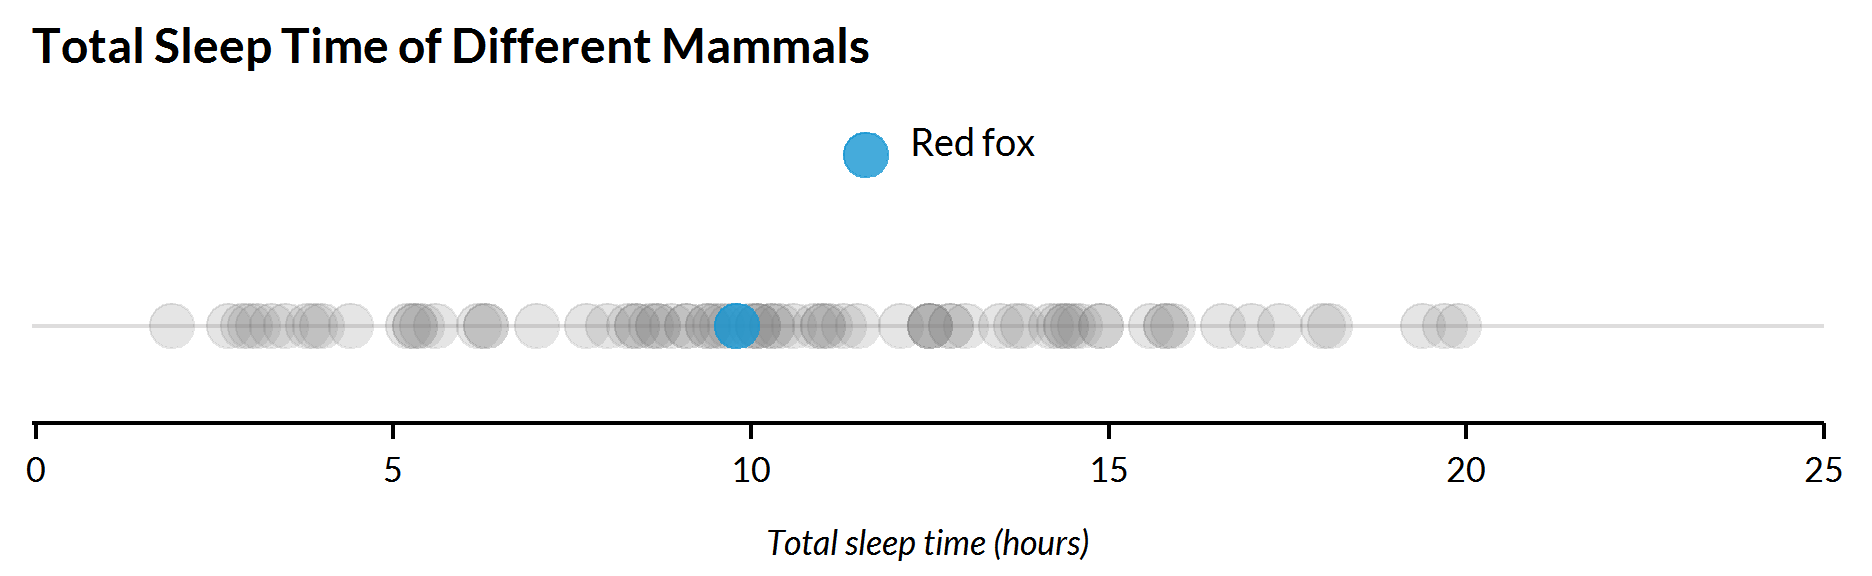 Total Sleep Time of Different Mammals
Red fox
0 5 10 15 20 25
Total sleep time (hours)